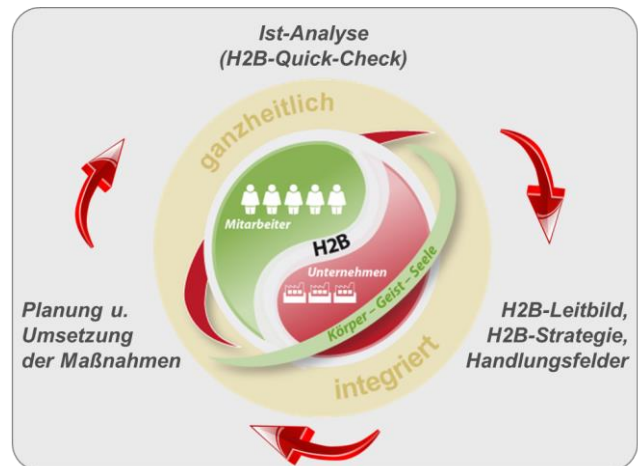 Ist-Analyse
(H2B-Quick-Check)
ganzheitlich
Mitarbeiter
H2B
Unternehmen
Körper – Geist – Seele
integriert
Planung u.
Umsetzung
der Maßnahmen
H2B-Leitbild,
H2B-Strategie,
Handlungsfelder